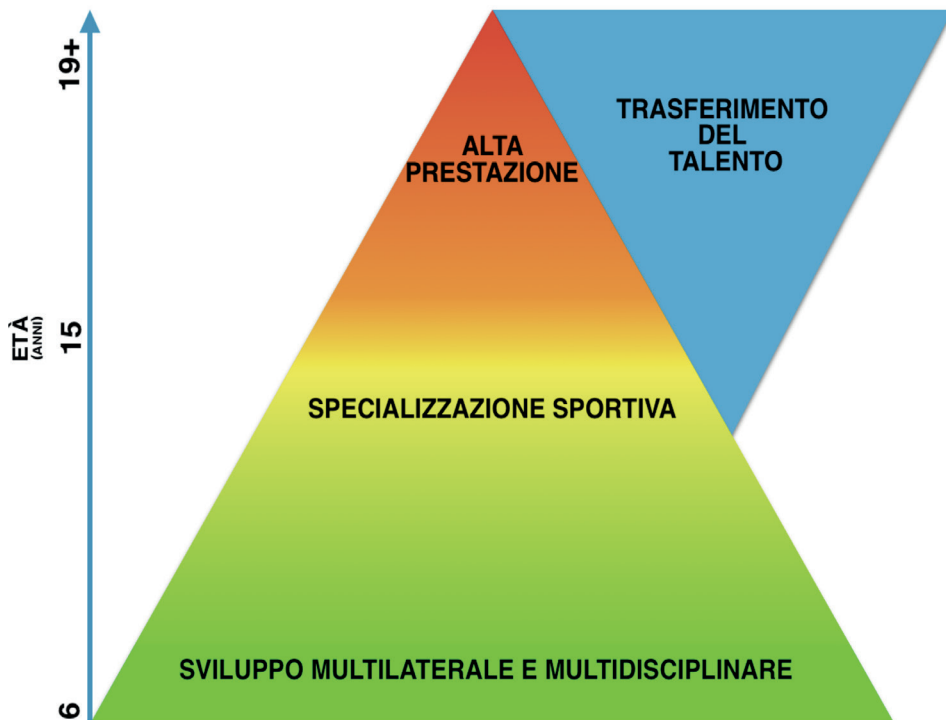 19+
ALTA
PRESTAZIONE
TRASFERIMENTO
DEL
TALENTO
ETÀ
(ANNI)
15
SPECIALIZZAZIONE SPORTIVA
SVILUPPO MULTILATERALE E MULTIDISCIPLINARE
6